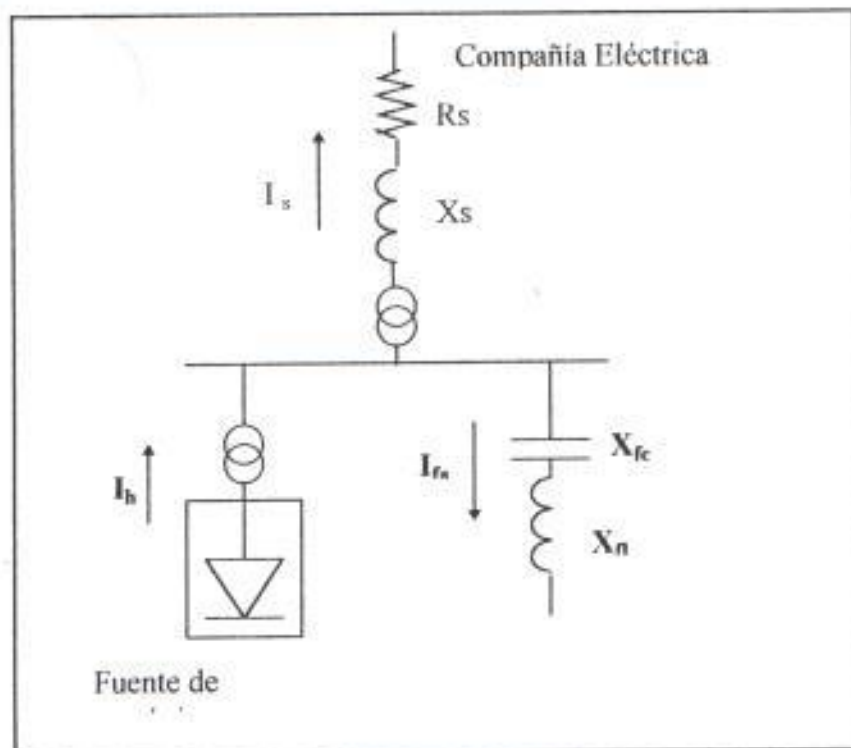 Compañía Eléctrica
Rs
I s
Xs
Xfc
Ifn
Ih
Xfl
Fuente de